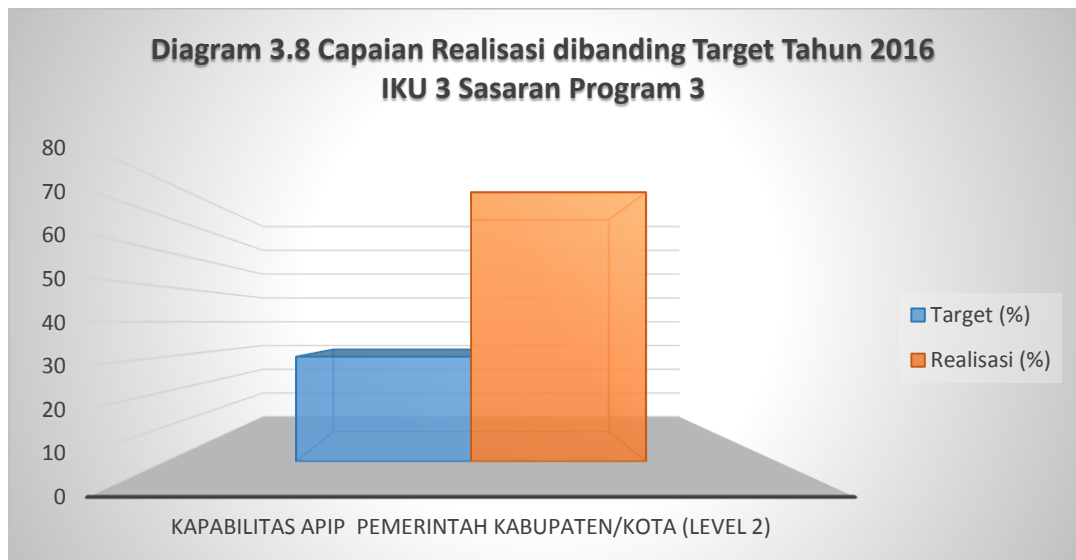 Diagram 3.8 Capaian Realisasi dibanding Target Tahun 2016
IKU 3 Sasaran Program 3
80
70
60
50
40
30
20
10
0
Target (%)
Realisasi (%)
KAPABILITAS APIP PEMERINTAH KABUPATEN/KOTA (LEVEL 2)